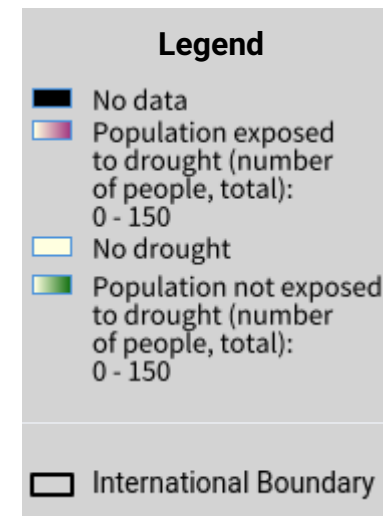 Legend
No data
Population exposed
to drought (number
of people, total):
0 - 150
No drought
Population not exposed
to drought (number
of people, total):
0 - 150
International Boundary